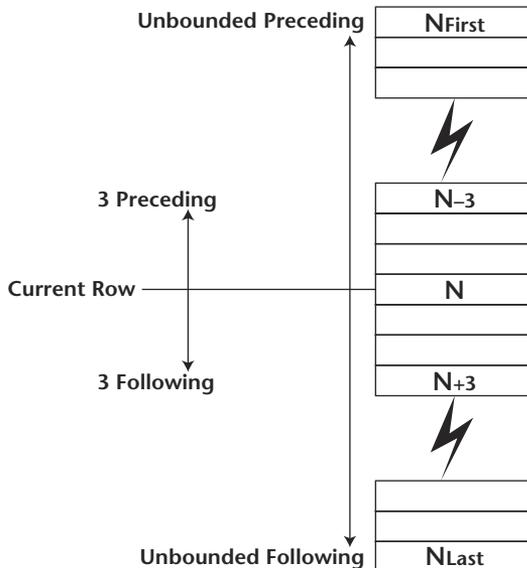 Unbounded Preceding
NFirst
3 Preceding
N–3
Current Row
N
3 Following
N+3
Unbounded Following
NLast